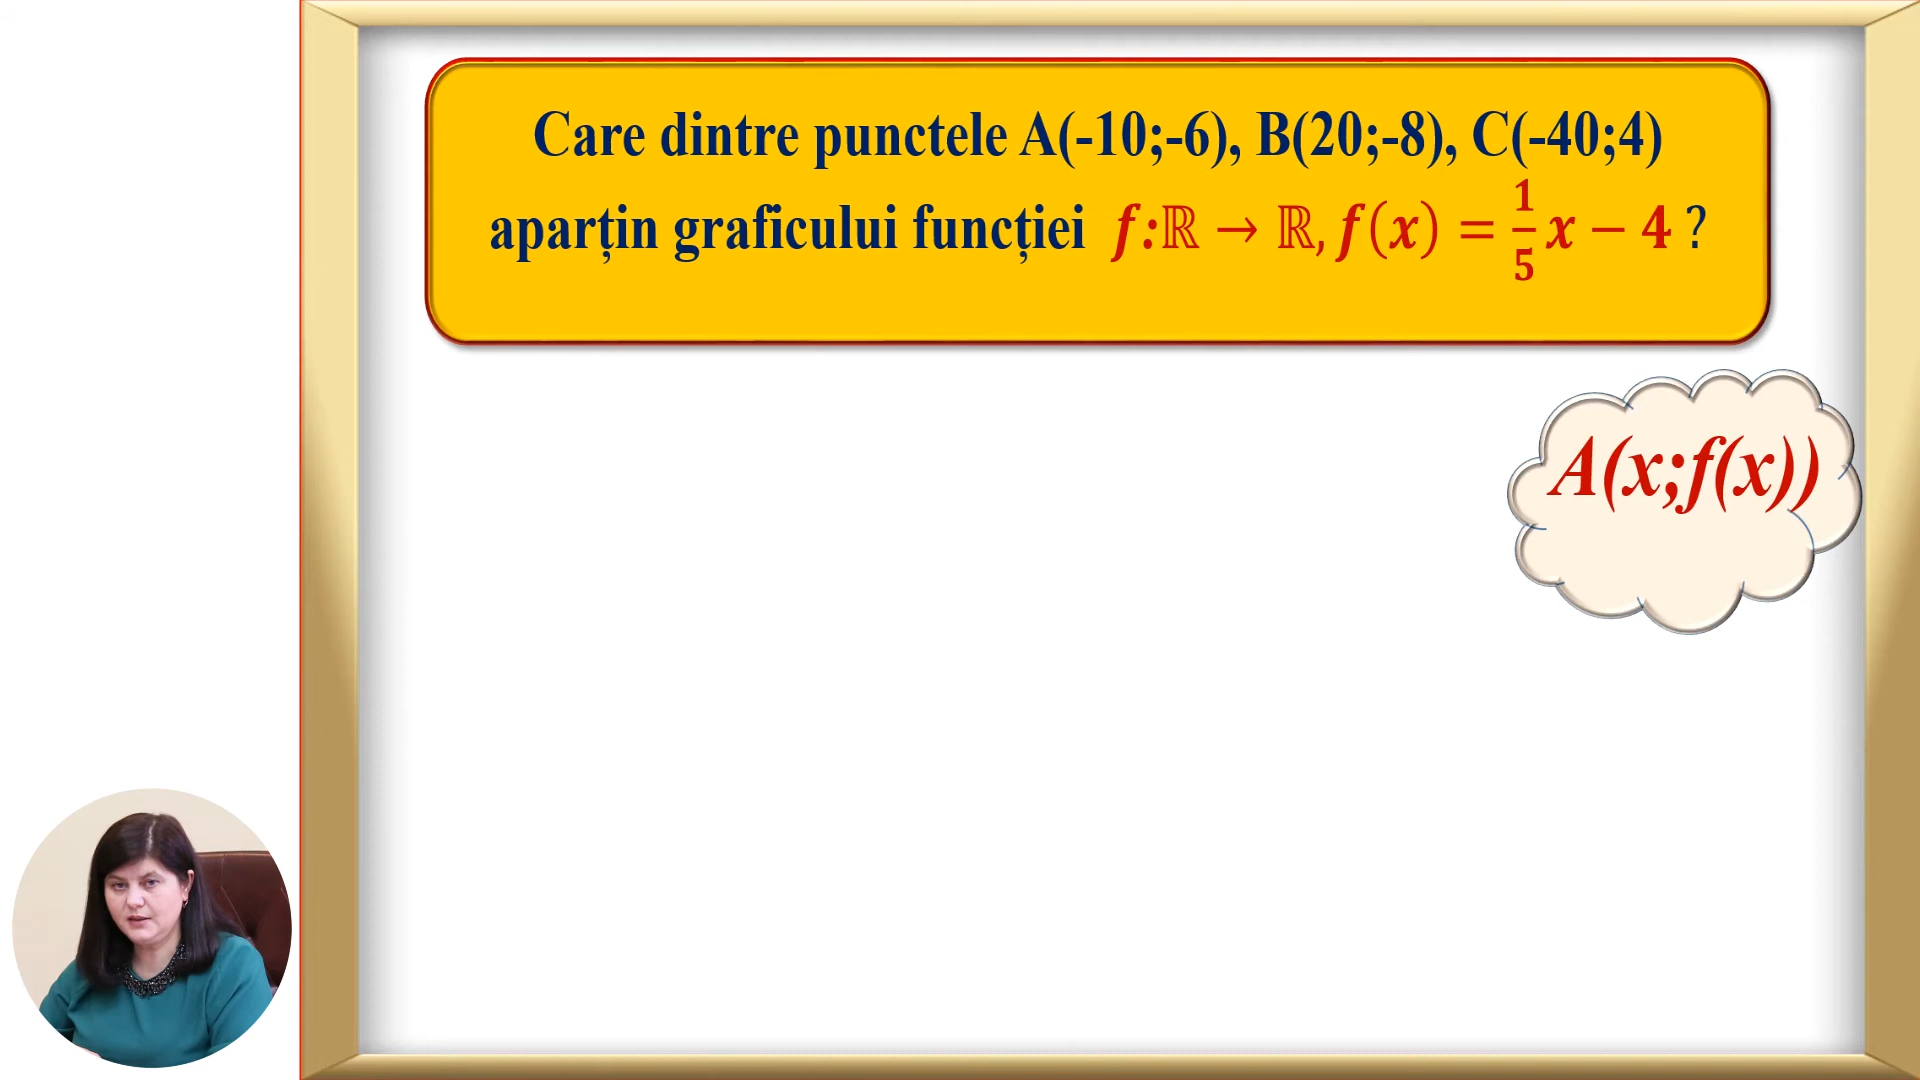 Care dintre punctele A(-10;-6), B(20;-8), C(-40;4)
aparțin graficului funcției f:ℝ → ℝ, f(x) = 1/5 x − 4 ?
A(x;f(x))